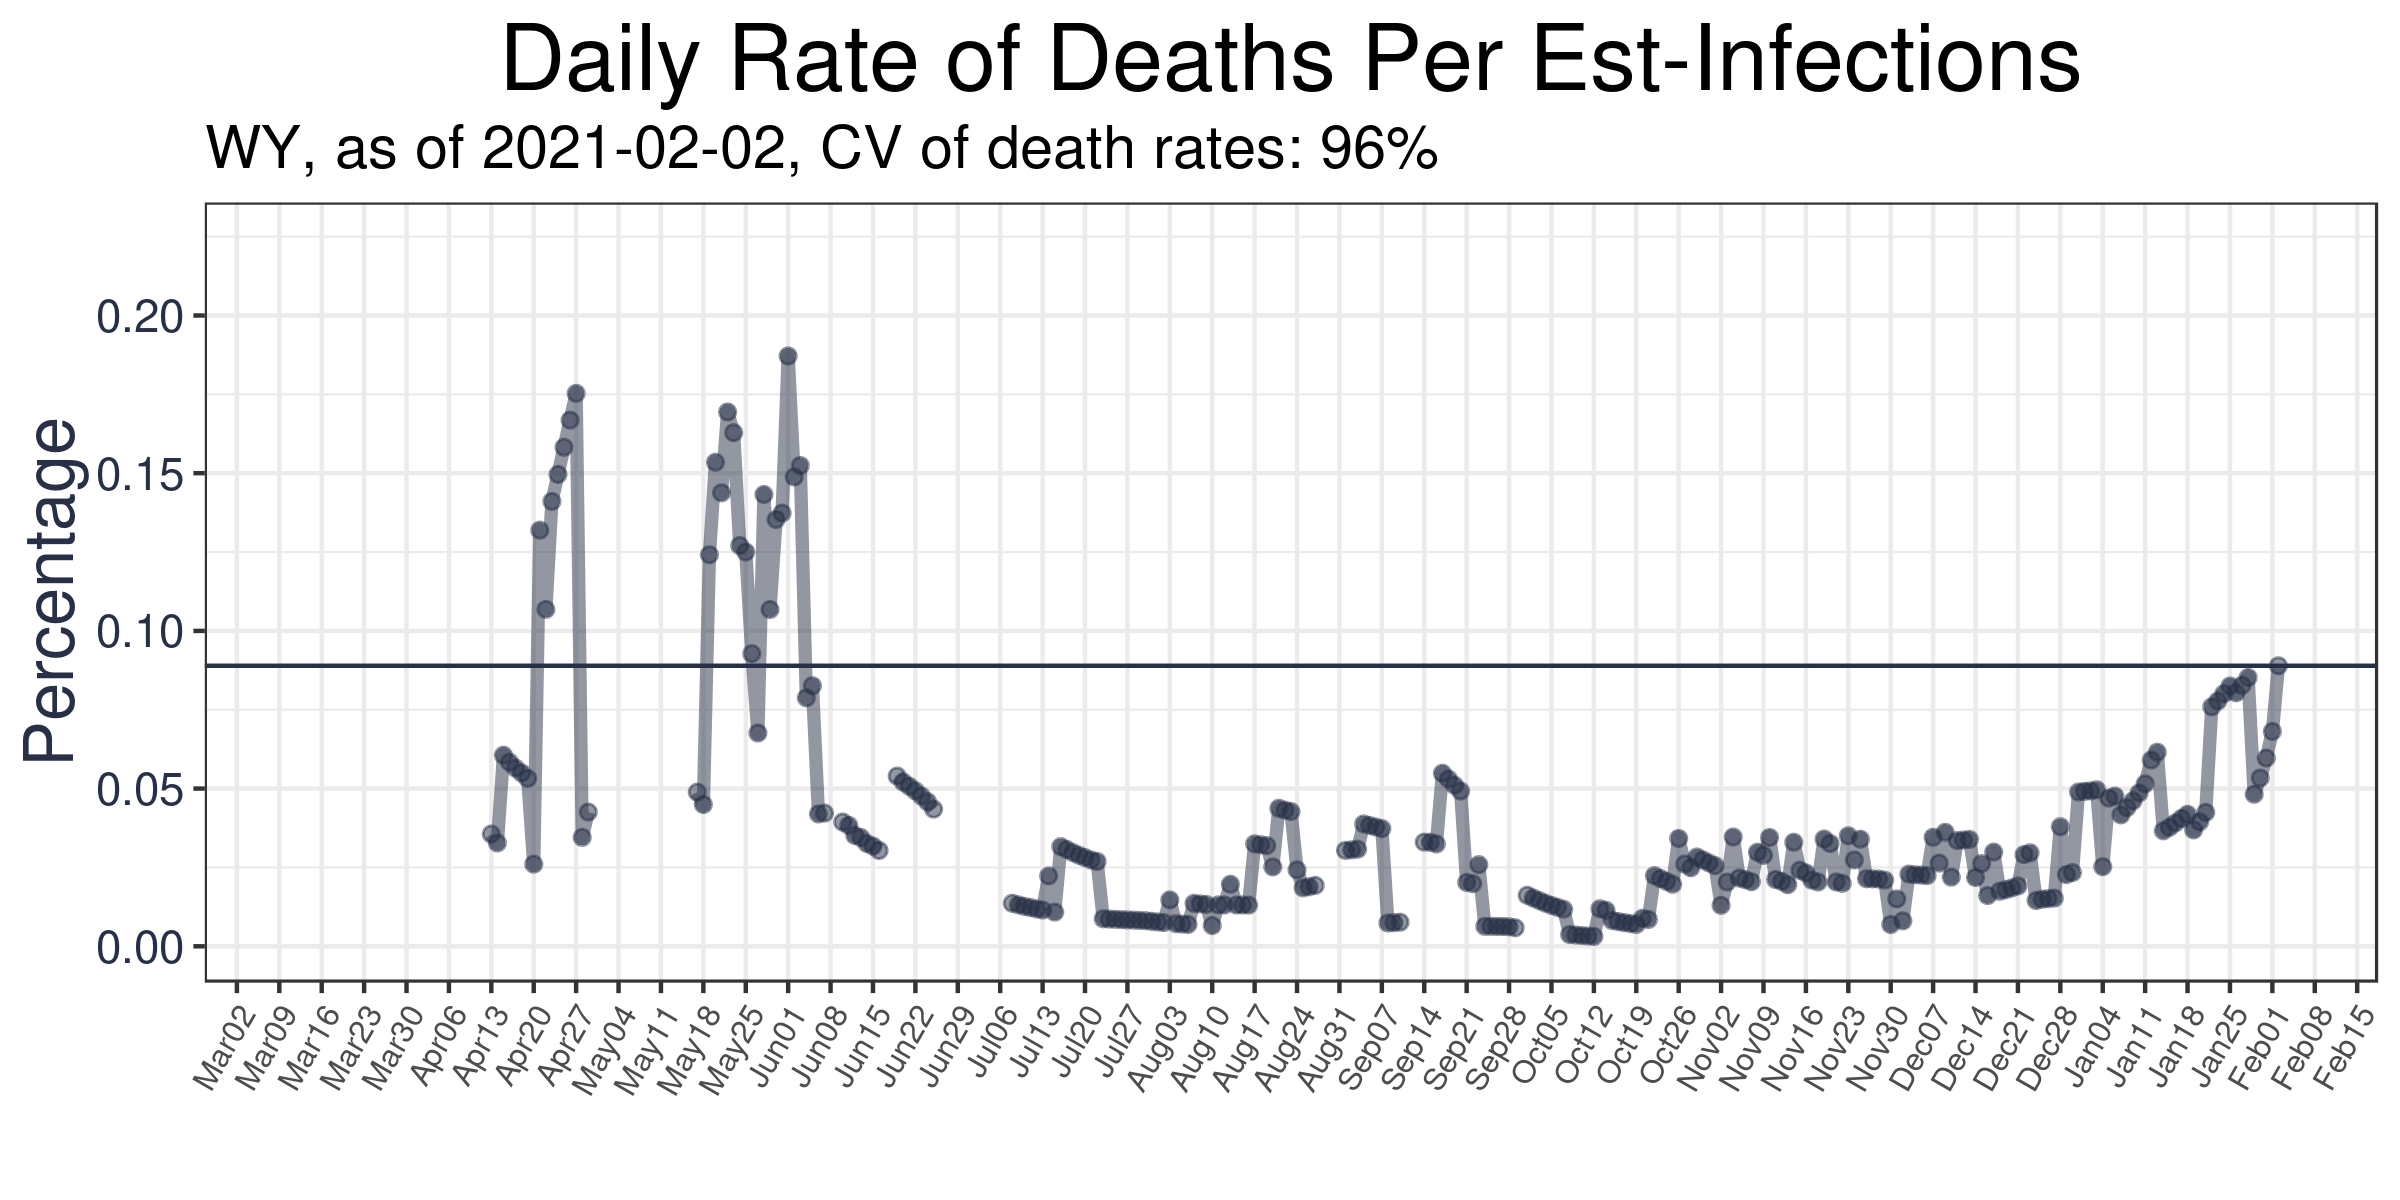 Daily Rate of Deaths Per Est-Infections
WY, as of 2021-02-02, CV of death rates: 96%
Percentage
0.20
0.15
0.10
0.05
0.00
Mar02 Mar09 Mar16 Mar23 Mar30 Apr06 Apr13 Apr20 Apr27 May04 May11 May18 May25 Jun01 Jun08 Jun15 Jun22 Jun29 Jul06 Jul13 Jul20 Jul27 Aug03 Aug10 Aug17 Aug24 Aug31 Sep07 Sep14 Sep21 Sep28 Oct05 Oct12 Oct19 Oct26 Nov02 Nov09 Nov16 Nov23 Nov30 Dec07 Dec14 Dec21 Dec28 Jan04 Jan11 Jan18 Jan25 Feb01 Feb08 Feb15